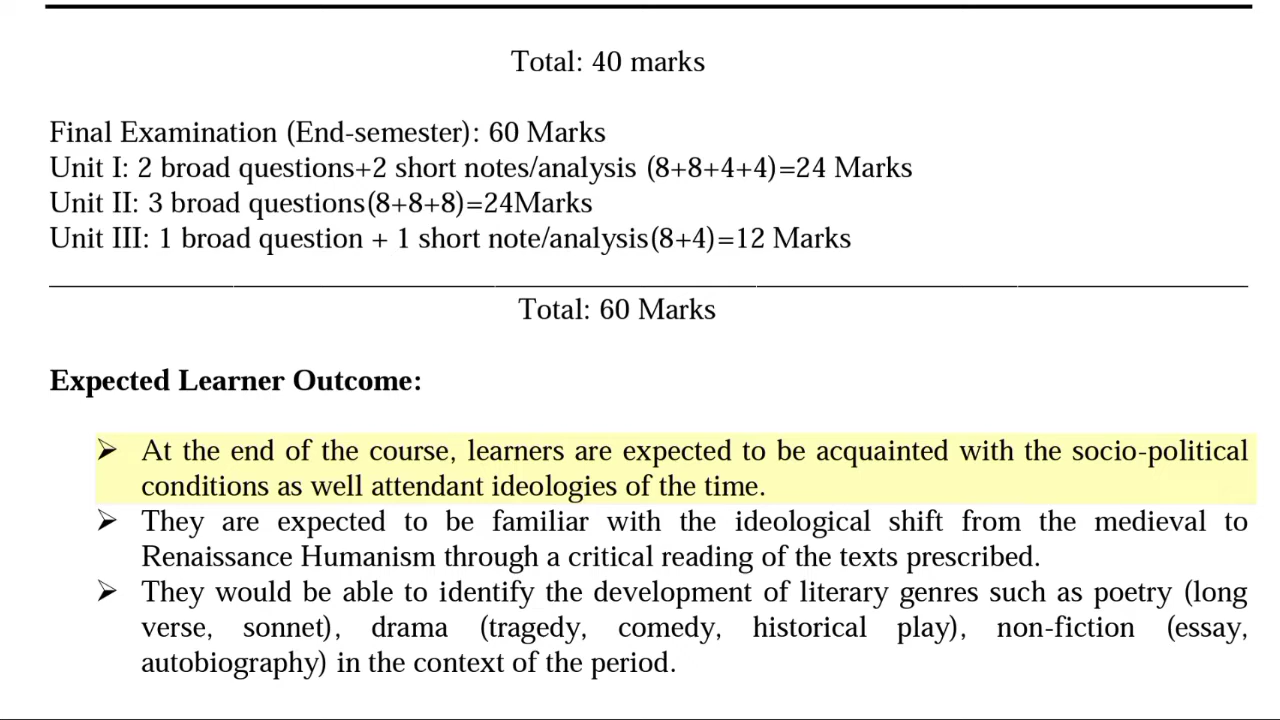 Total: 40 marks
Final Examination (End-semester): 60 Marks
Unit I: 2 broad questions+2 short notes/analysis (8+8+4+4)=24 Marks
Unit II: 3 broad questions(8+8+8)=24Marks
Unit III: 1 broad question + 1 short note/analysis(8+4)=12 Marks
Total: 60 Marks
Expected Learner Outcome:
➢ At the end of the course, learners are expected to be acquainted with the socio-political
conditions as well attendant ideologies of the time.
➢ They are expected to be familiar with the ideological shift from the medieval to
Renaissance Humanism through a critical reading of the texts prescribed.
➢ They would be able to identify the development of literary genres such as poetry (long
verse, sonnet), drama (tragedy, comedy, historical play), non-fiction (essay,
autobiography) in the context of the period.